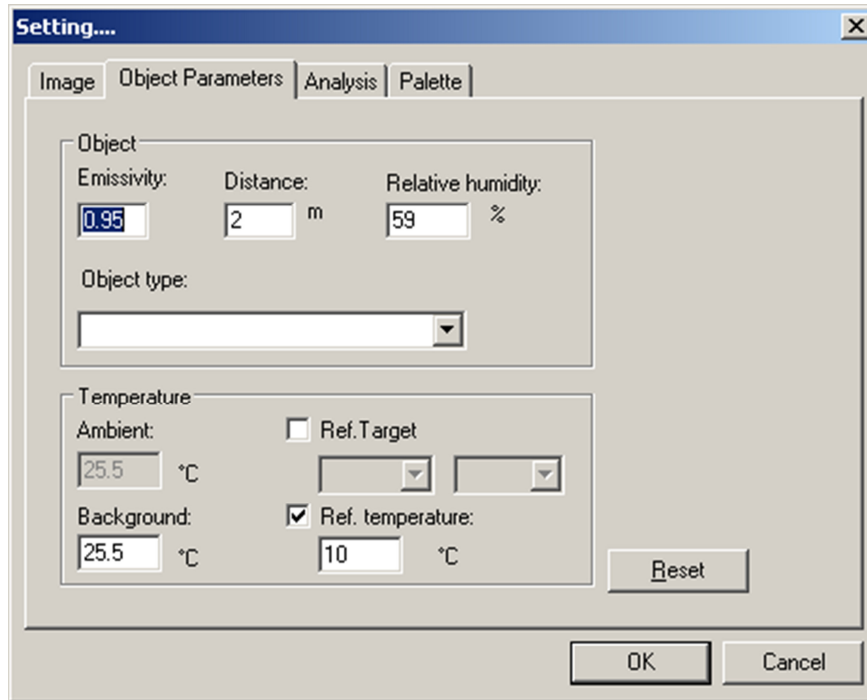 Setting....
Image Object Parameters Analysis Palette
Object
Emissivity: Distance: Relative humidity:
0.95 2 m 59 %
Object type:
Temperature
Ambient: Ref.Target
25.5 °C
Background: Ref. temperature:
25.5 °C 10 °C
Reset
OK Cancel